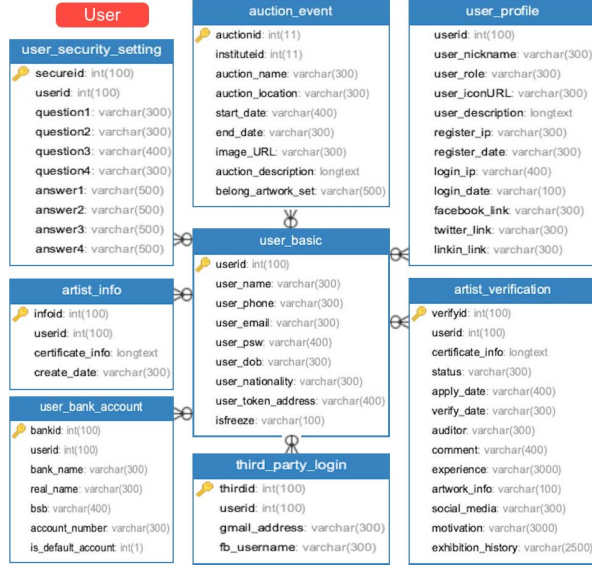 User
user_security_setting
secureid: int(100)
userid: int(100)
question1: varchar(300)
question2: varchar(300)
question3: varchar(400)
question4: varchar(300)
answer1: varchar(500)
answer2: varchar(500)
answer3: varchar(500)
answer4: varchar(500)
artist_info
infoid: int(100)
userid: int(100)
certificate_info: longtext
create_date: varchar(300)
user_bank_account
bankid: int(100)
userid: int(100)
bank_name: varchar(300)
real_name: varchar(300)
bsb: varchar(400)
account_number: varchar(300)
is_default_account: int(1)
auction_event
auctionid: int(11)
instituteid: int(11)
auction_name: varchar(300)
auction_location: varchar(300)
start_date: varchar(400)
end_date: varchar(300)
image_URL: varchar(300)
auction_description: longtext
belong_artwork_set: varchar(500)
user_basic
userid: int(100)
user_name: varchar(300)
user_phone: varchar(300)
user_email: varchar(300)
user_psw: varchar(400)
user_dob: varchar(300)
user_nationality: varchar(300)
user_token_address: varchar(400)
isfreeze: varchar(100)
third_party_login
thirdid: int(100)
userid: int(100)
gmail_address: varchar(300)
fb_username: varchar(300)
user_profile
userid: int(100)
user_nickname: varchar(300)
user_role: varchar(300)
user_iconURL: varchar(300)
user_description: longtext
register_ip: varchar(300)
register_date: varchar(300)
login_ip: varchar(400)
login_date: varchar(100)
facebook_link: varchar(300)
twitter_link: varchar(300)
linkin_link: varchar(300)
artist_verification
verifyid: int(100)
userid: int(100)
certificate_info: longtext
status: varchar(300)
apply_date: varchar(400)
verify_date: varchar(300)
auditor: varchar(300)
comment: varchar(400)
experience: varchar(3000)
artwork_info: varchar(100)
social_media: varchar(300)
motivation: varchar(3000)
exhibition_history: varchar(2500)